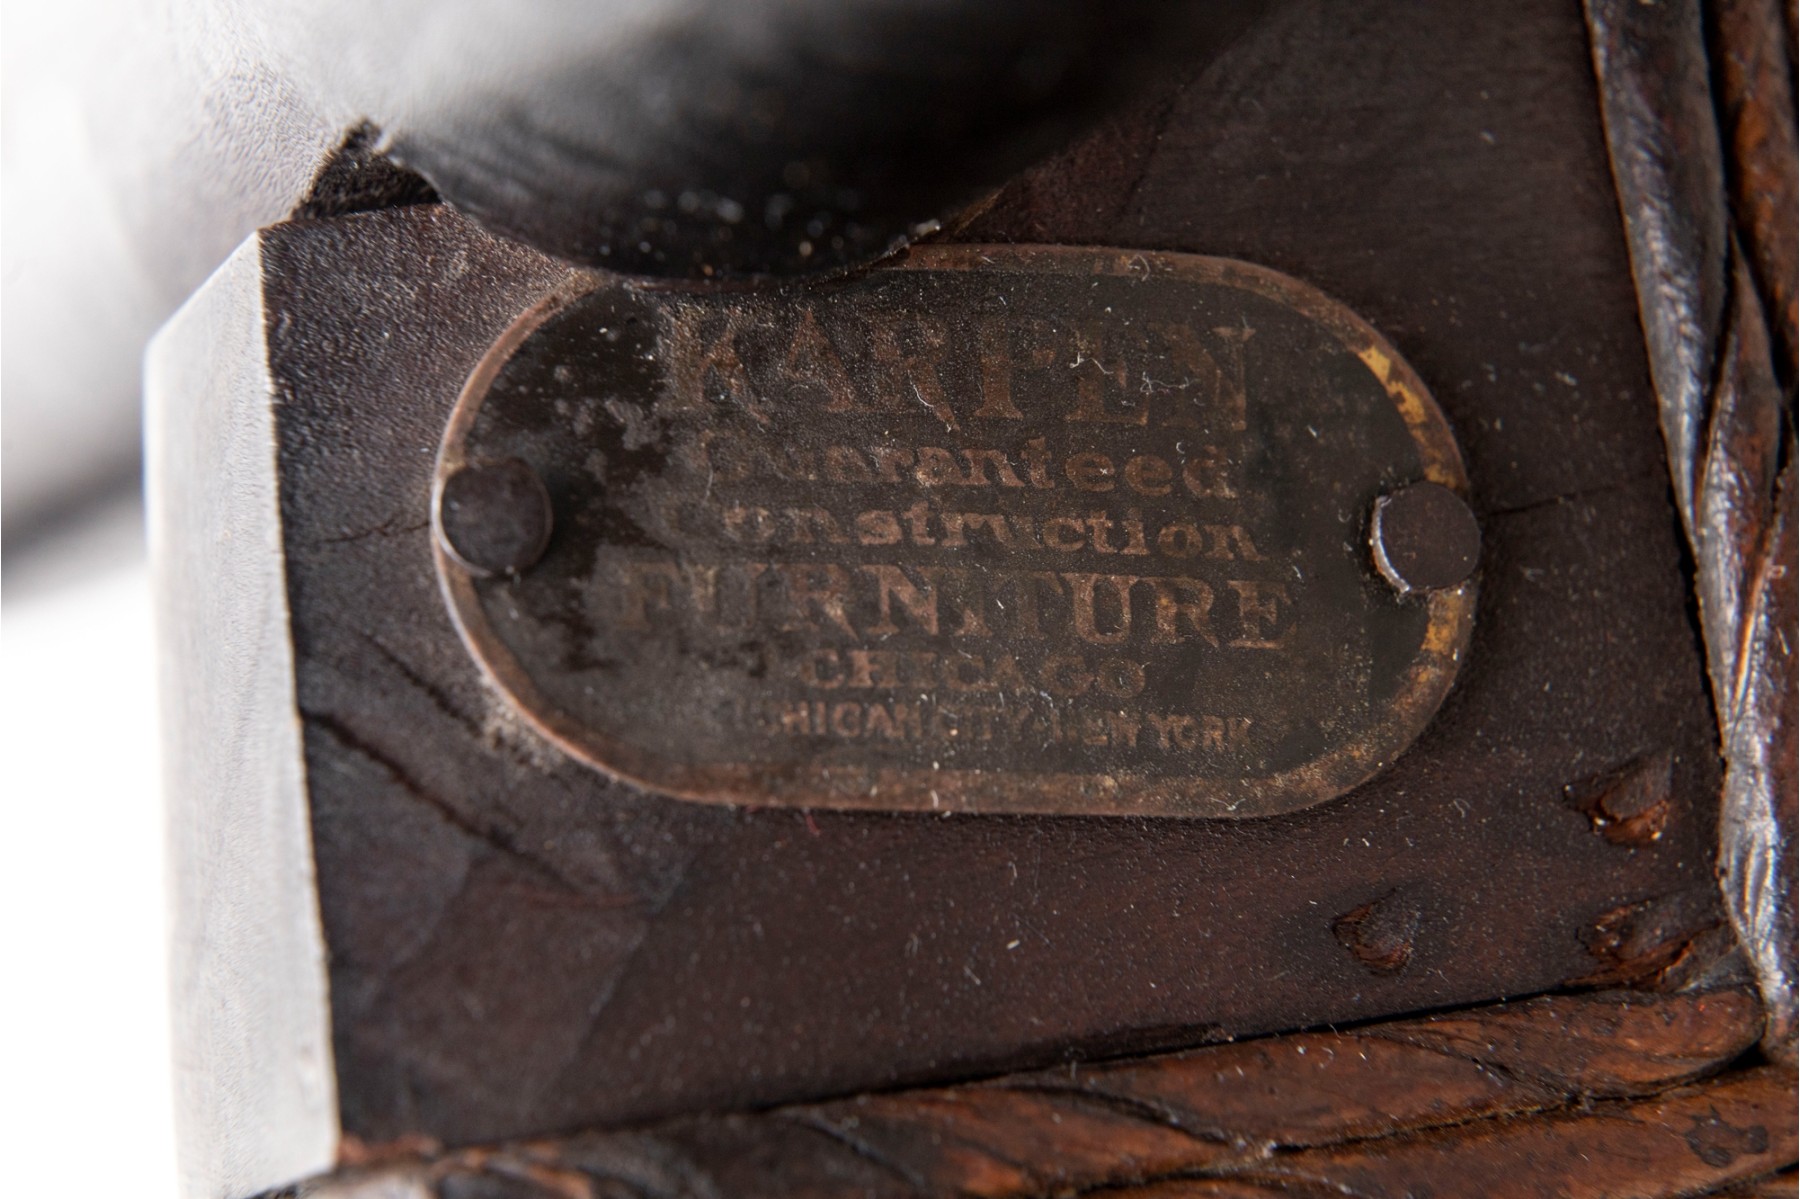 KARPEN
Guaranteed
Construction
FURNITURE
CHICAGO
MICHIGAN CITY NEW YORK